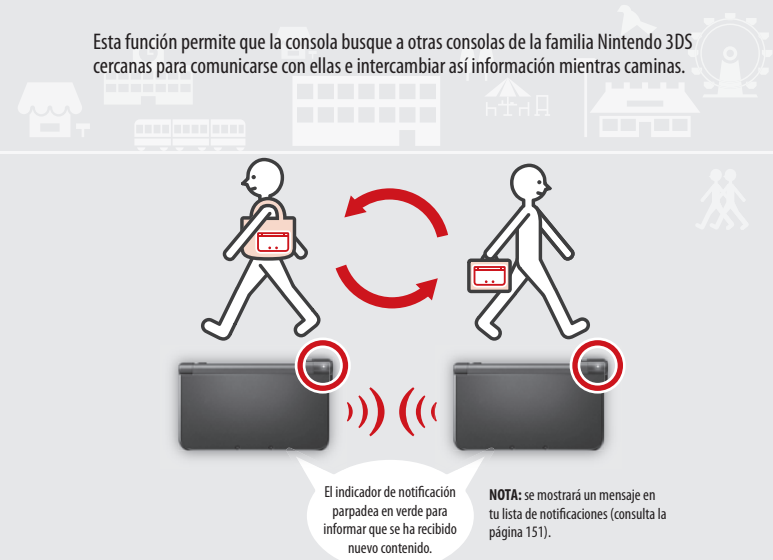 Esta función permite que la consola busque a otras consolas de la familia Nintendo 3DS
cercanas para comunicarse con ellas e intercambiar así información mientras caminas.
El indicador de notificación
parpadea en verde para
informar que se ha recibido
nuevo contenido.
NOTA: se mostrará un mensaje en
tu lista de notificaciones (consulta la
página 151).